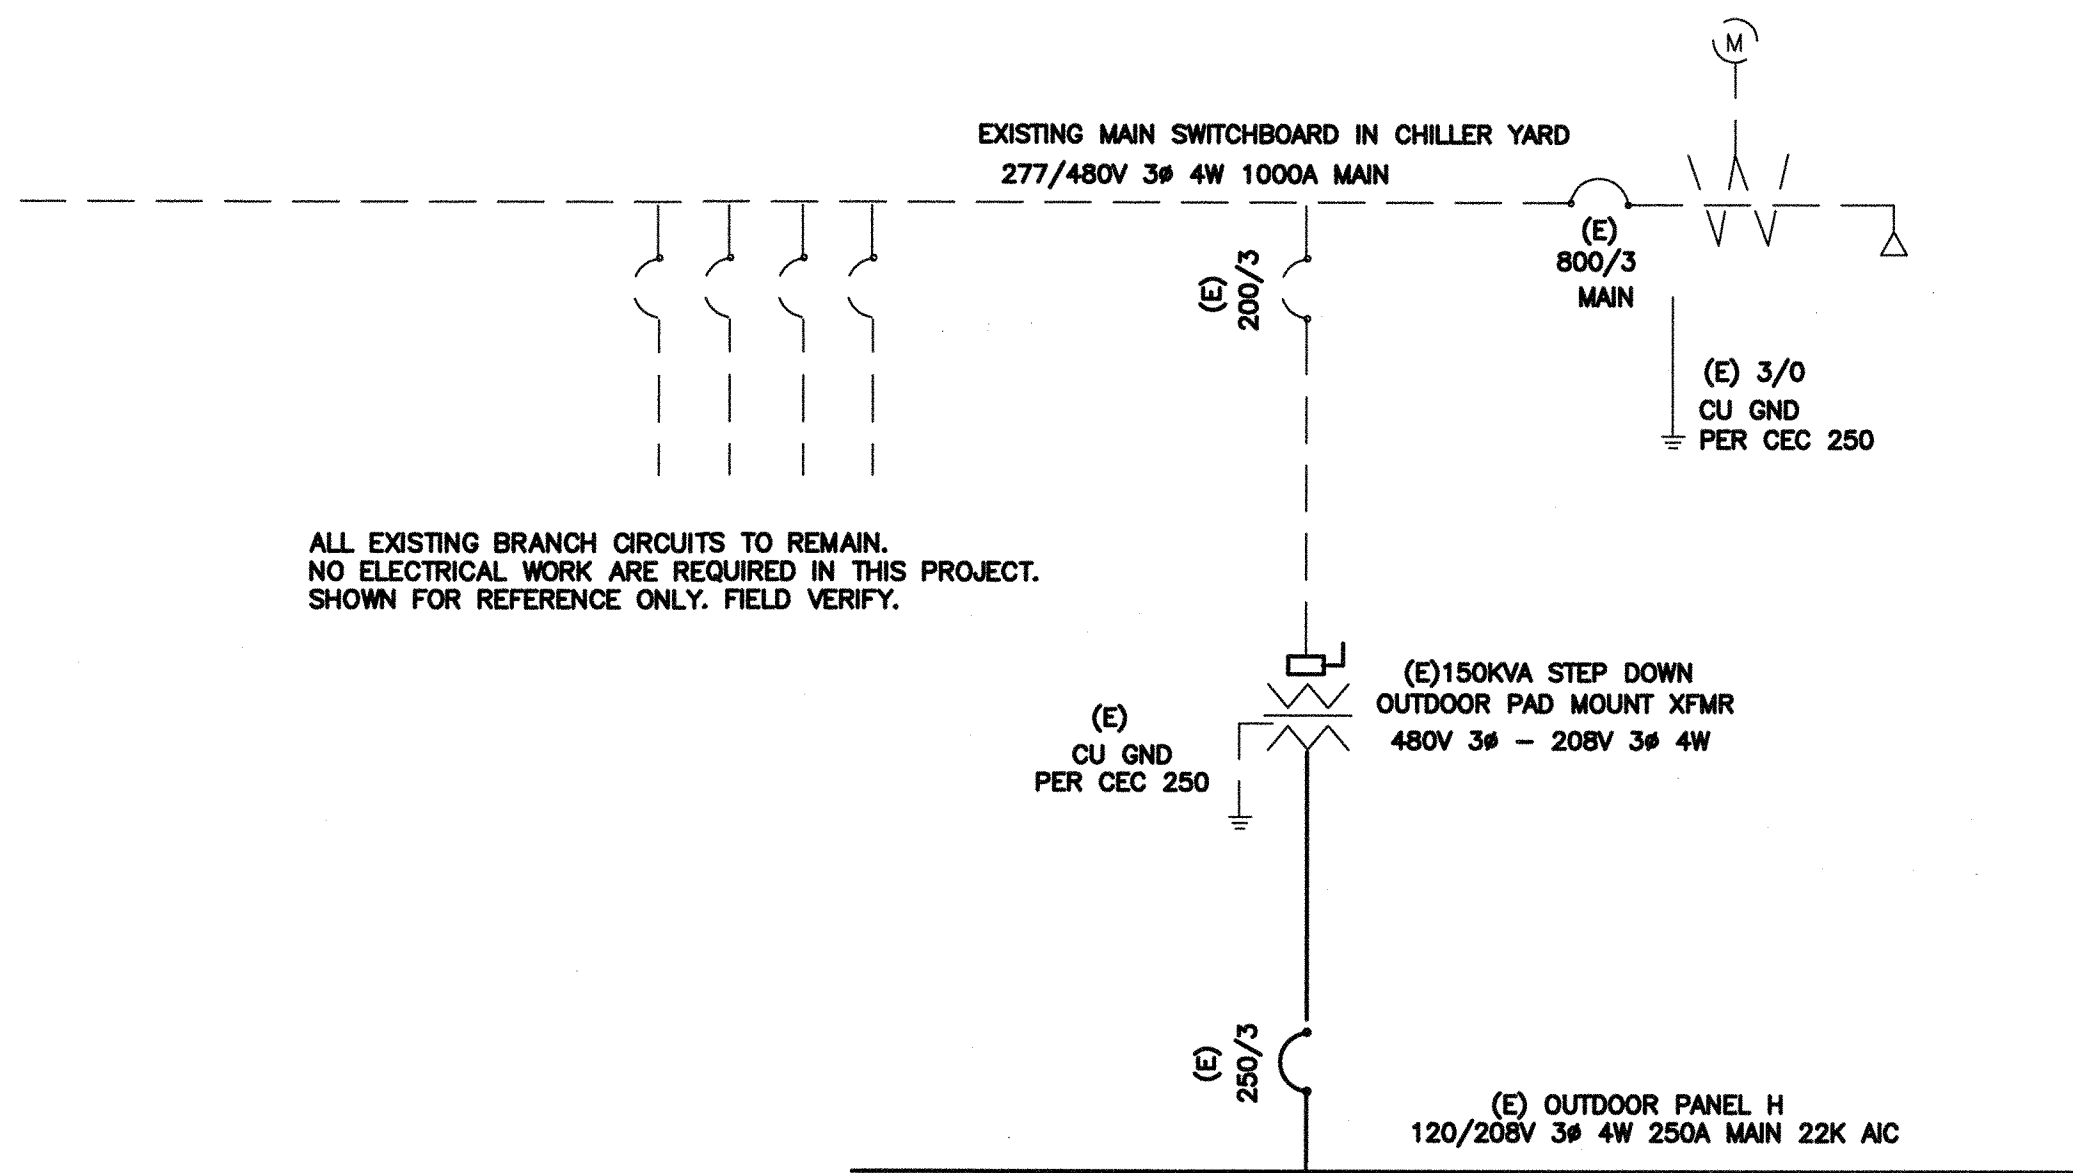 M
EXISTING MAIN SWITCHBOARD IN CHILLER YARD
277/480V 3ø 4W 1000A MAIN
(E)
800/3
MAIN
(E)
200/3
(E) 3/0
CU GND
PER CEC 250
ALL EXISTING BRANCH CIRCUITS TO REMAIN.
NO ELECTRICAL WORK ARE REQUIRED IN THIS PROJECT.
SHOWN FOR REFERENCE ONLY. FIELD VERIFY.
(E)150KVA STEP DOWN
OUTDOOR PAD MOUNT XFMR
480V 3ø – 208V 3ø 4W
(E)
CU GND
PER CEC 250
(E)
250/3
(E) OUTDOOR PANEL H
120/208V 3ø 4W 250A MAIN 22K AIC